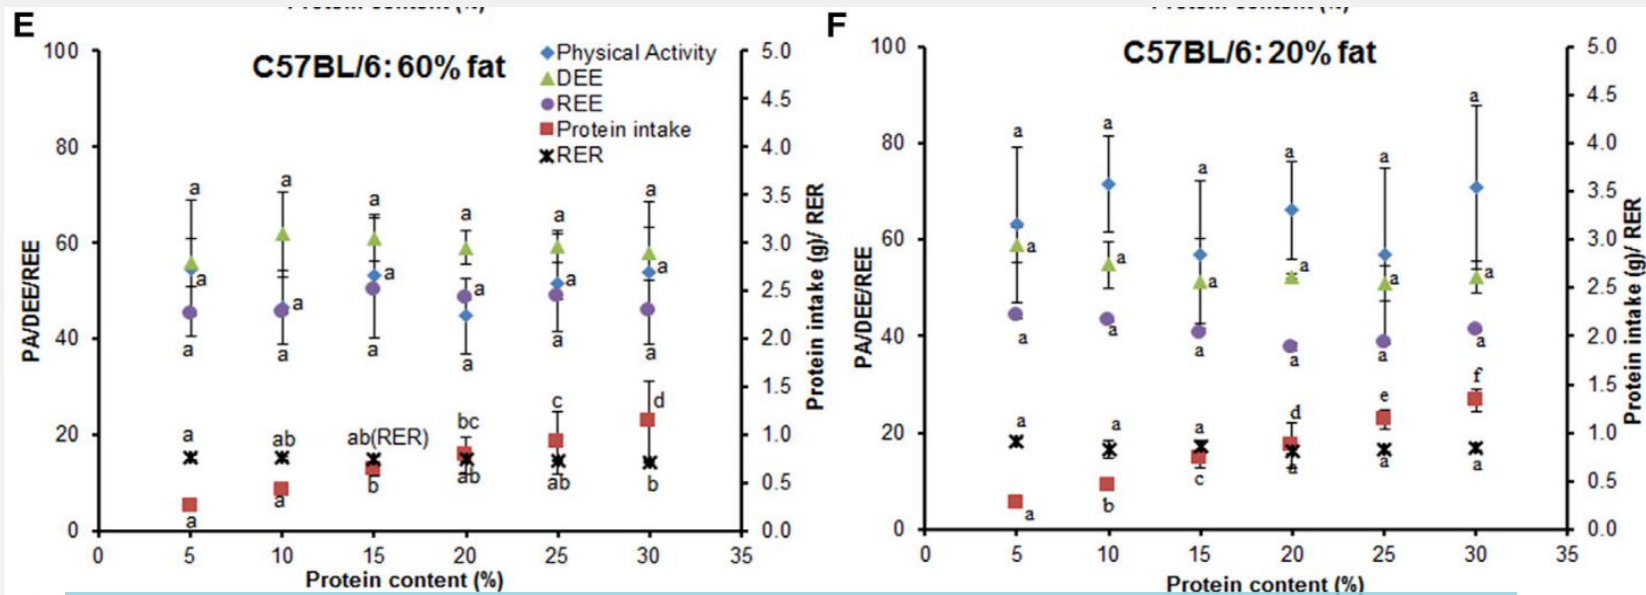 Protein content (%)
Protein content (%)
E
C57BL/6: 60% fat
Physical Activity
DEE
REE
Protein intake
RER
PA/DEE/REE
100
80
60
40
20
0
5.0
4.5
4.0
3.5
3.0
2.5
2.0
1.5
1.0
0.5
0.0
Protein intake (g)/ RER
a a a a a a
a a a a a a
a a a a a a
a ab ab(RER) bc c d
a a b ab ab b
0 5 10 15 20 25 30 35
Protein content (%)
F
C57BL/6: 20% fat
PA/DEE/REE
100
80
60
40
20
0
5.0
4.5
4.0
3.5
3.0
2.5
2.0
1.5
1.0
0.5
0.0
Protein intake (g)/ RER
a a a a a a
a a a a a a
a a a a a a
a a a d e f
a b c a a a
0 5 10 15 20 25 30 35
Protein content (%)